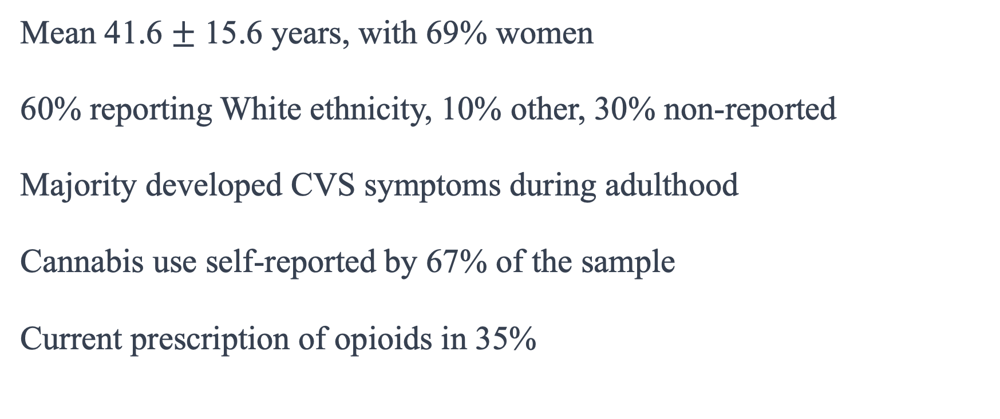 Mean 41.6 ± 15.6 years, with 69% women
60% reporting White ethnicity, 10% other, 30% non-reported
Majority developed CVS symptoms during adulthood
Cannabis use self-reported by 67% of the sample
Current prescription of opioids in 35%